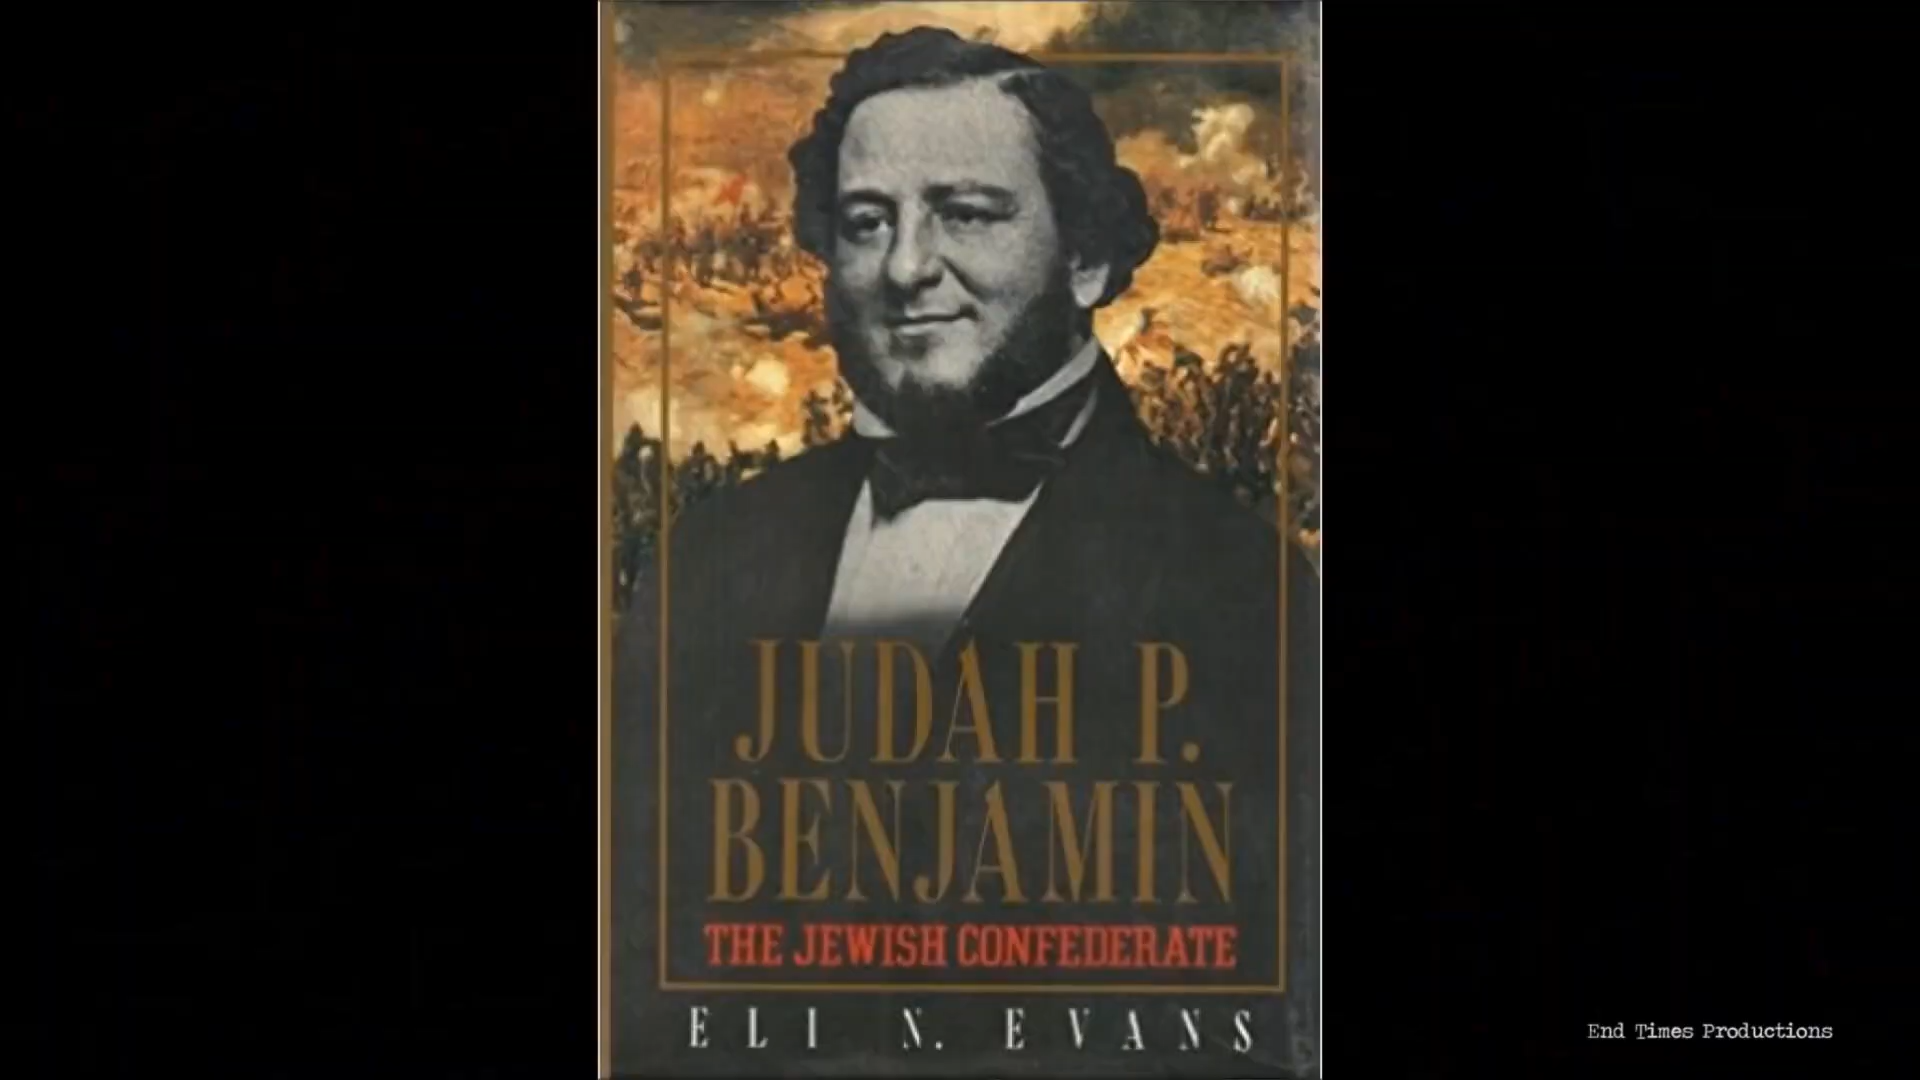 JUDAH P.
BENJAMIN
THE JEWISH CONFEDERATE
ELI N. EVANS
End Times Productions